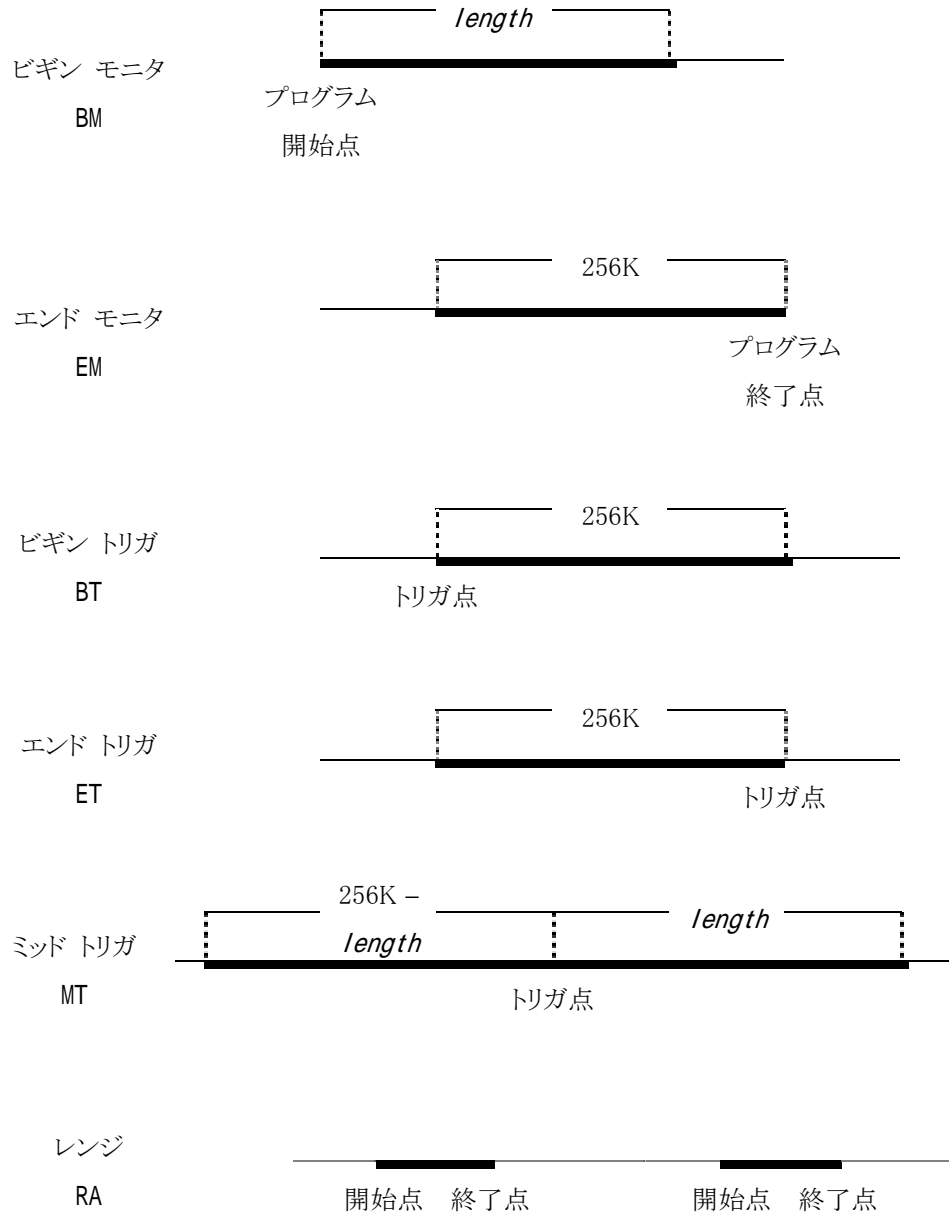 length
ビギン モニタ
BM
プログラム
開始点
256K
エンド モニタ
EM
プログラム
終了点
256K
ビギン トリガ
BT
トリガ点
256K
エンド トリガ
ET
トリガ点
256K –
length
length
ミッド トリガ
MT
トリガ点
レンジ
RA
開始点 終了点 開始点 終了点